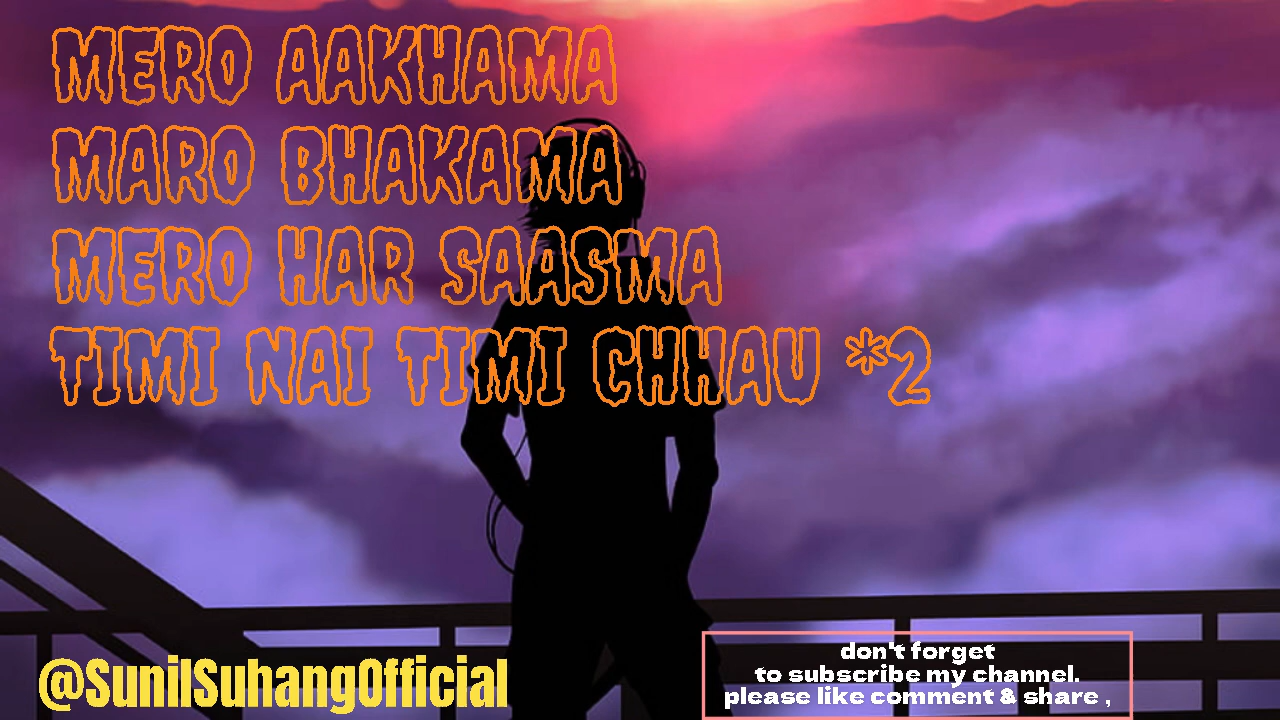 MERO AAKHAMA
MARO BHAKAMA
MERO HAR SAASMA
TIMI NAI TIMI CHHAU *2
@SunilSuhangOfficial
don't forget
to subscribe my channel.
please like comment & share ,